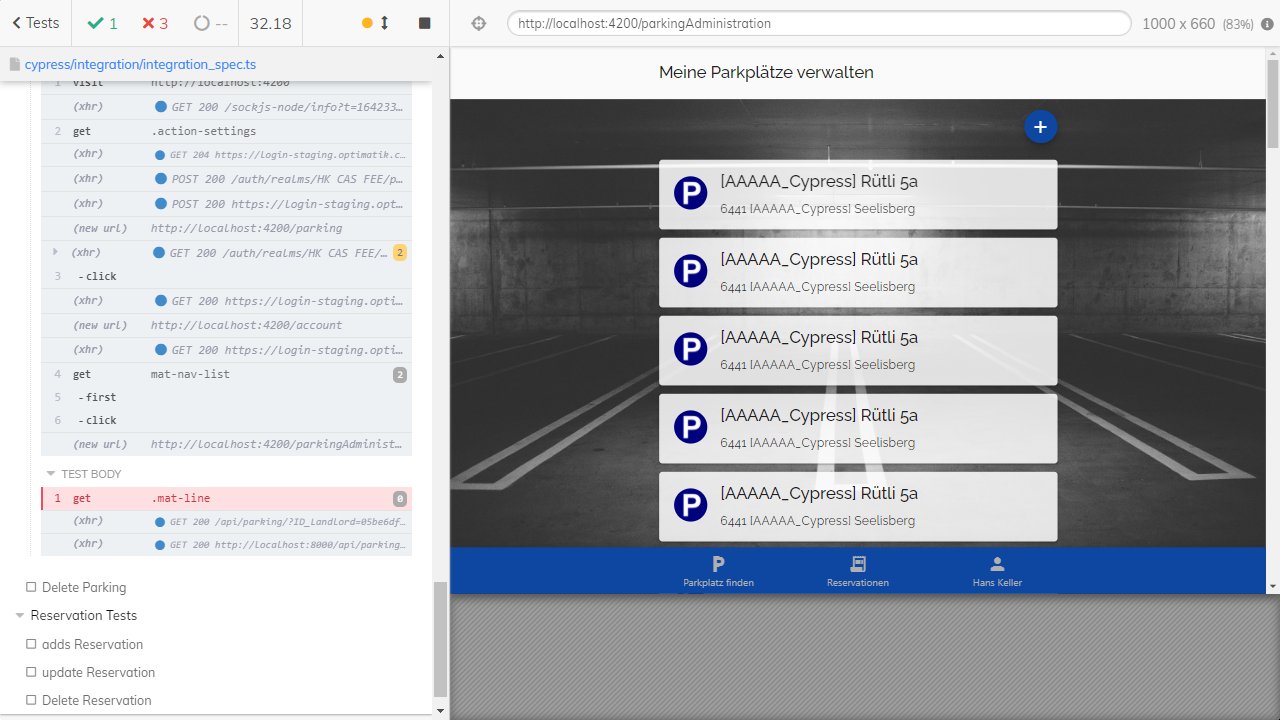 Tests
1
3
--
32.18
http://localhost:4200/parkingAdministration
1000 x 660 (83%)
cypress/integration/integration_spec.ts
1 visit http://localhost:4200
(xhr) GET 200 /sockjs-node/info?t=164233…
2 get .action-settings
(xhr) GET 204 https://login-staging.optimatik.c…
(xhr) POST 200 /auth/realms/HK CAS FEE/p…
(xhr) POST 200 https://login-staging.opt…
(new url) http://localhost:4200/parking
(xhr) GET 200 /auth/realms/HK CAS FEE/… 2
3 -click
(xhr) GET 200 https://login-staging.opti…
(new url) http://localhost:4200/account
(xhr) GET 200 https://login-staging.opti…
4 get mat-nav-list 2
5 -first
6 -click
(new url) http://localhost:4200/parkingAdminist…
TEST BODY
1 get .mat-line 0
(xhr) GET 200 /api/parking/?ID_LandLord=05be6df…
(xhr) GET 200 http://localhost:8000/api/parking…
Delete Parking
Reservation Tests
adds Reservation
update Reservation
Delete Reservation
Meine Parkplätze verwalten
+
P
[AAAAA_Cypress] Rütli 5a
6441 [AAAAA_Cypress] Seelisberg
P
[AAAAA_Cypress] Rütli 5a
6441 [AAAAA_Cypress] Seelisberg
P
[AAAAA_Cypress] Rütli 5a
6441 [AAAAA_Cypress] Seelisberg
P
[AAAAA_Cypress] Rütli 5a
6441 [AAAAA_Cypress] Seelisberg
P
[AAAAA_Cypress] Rütli 5a
6441 [AAAAA_Cypress] Seelisberg
P
Parkplatz finden
Reservationen
Hans Keller